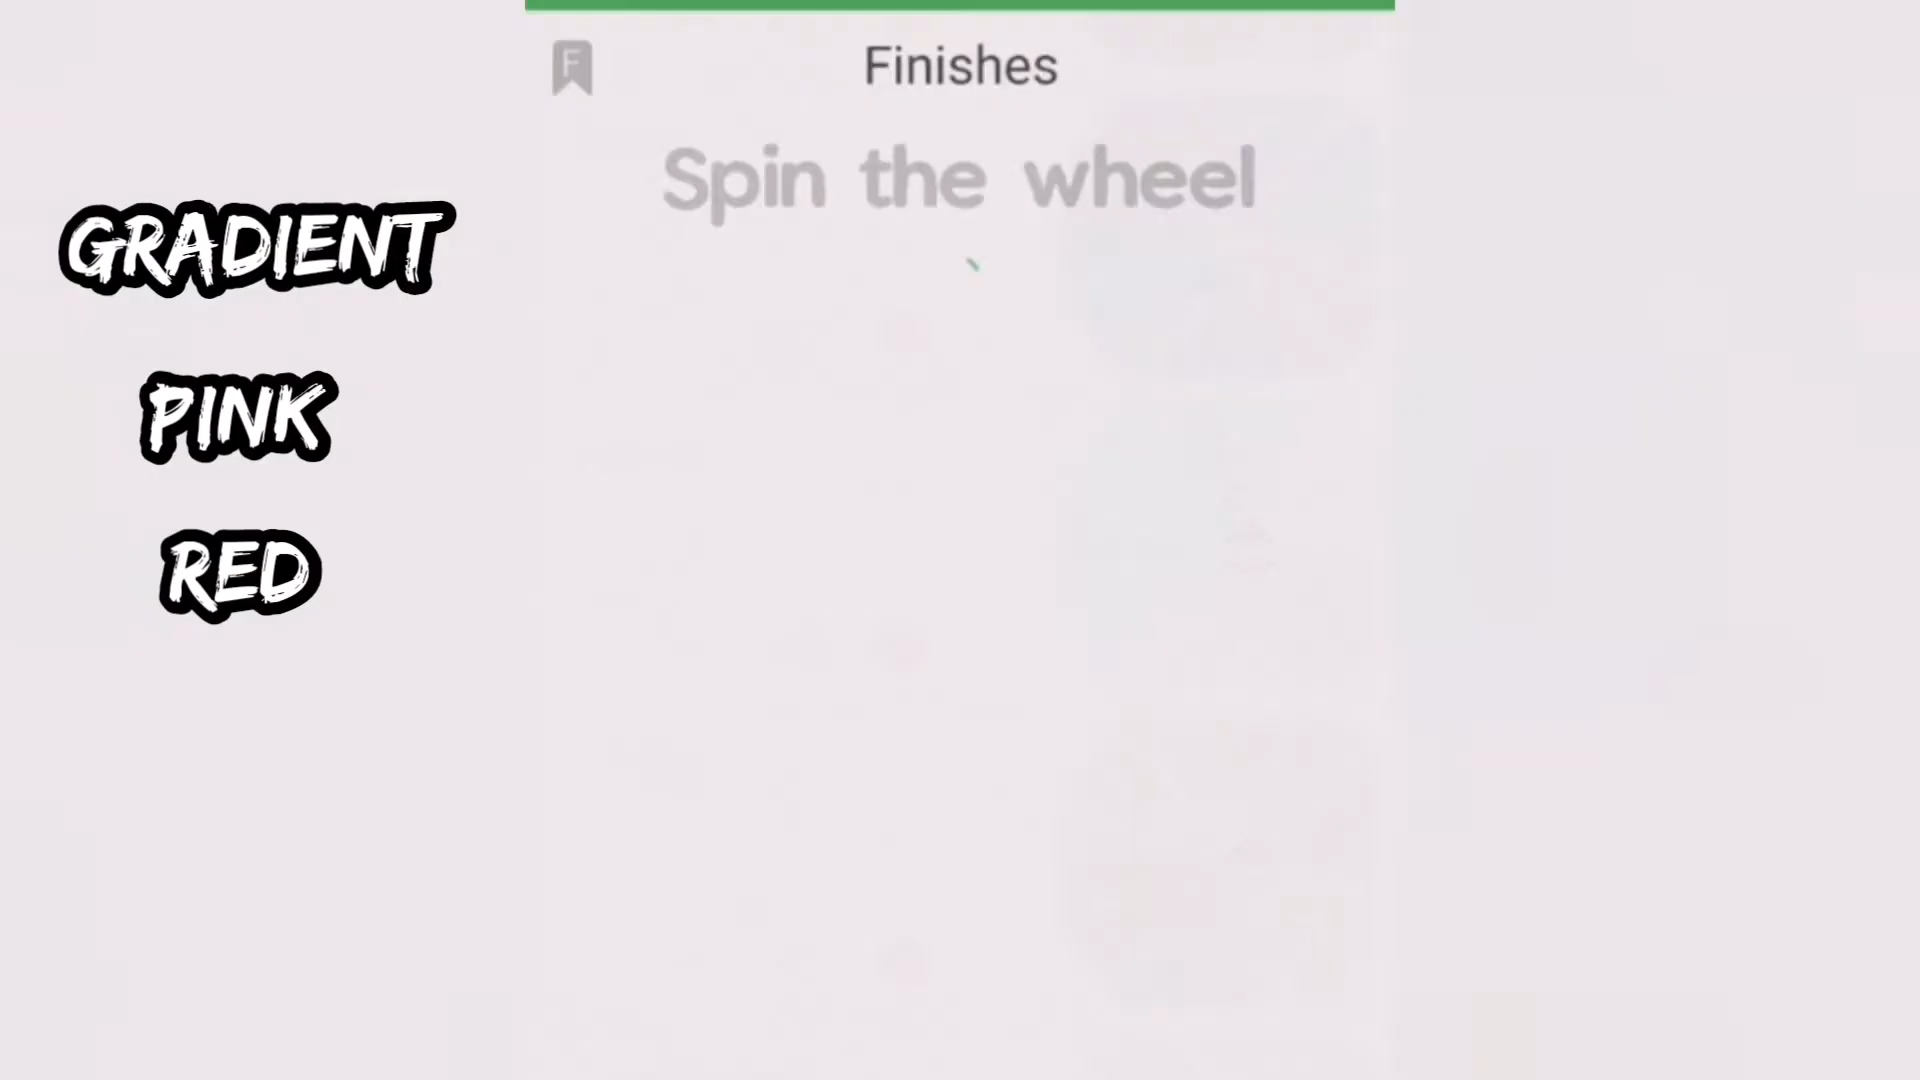 F
Finishes
Spin the wheel
GRADIENT
PINK
RED